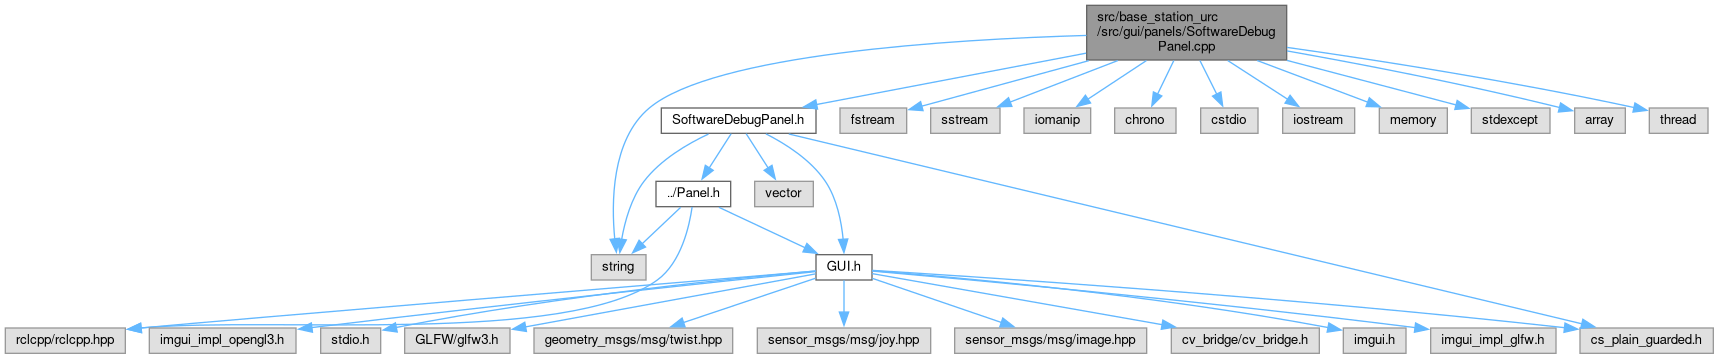 src/base_station_urc
/src/gui/panels/SoftwareDebug
Panel.cpp
SoftwareDebugPanel.h
fstream
sstream
iomanip
chrono
cstdio
iostream
memory
stdexcept
array
thread
../Panel.h
vector
string
GUI.h
rclcpp/rclcpp.hpp
imgui_impl_opengl3.h
stdio.h
GLFW/glfw3.h
geometry_msgs/msg/twist.hpp
sensor_msgs/msg/joy.hpp
sensor_msgs/msg/image.hpp
cv_bridge/cv_bridge.h
imgui.h
imgui_impl_glfw.h
cs_plain_guarded.h